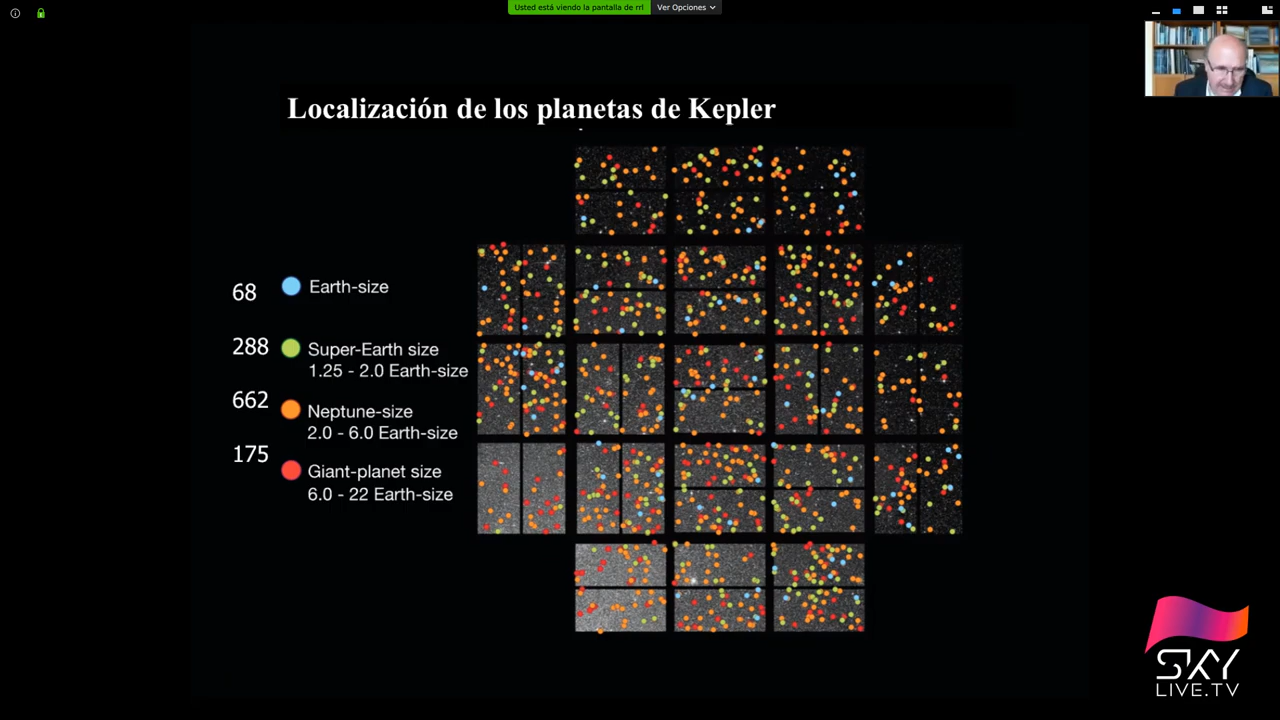 Usted está viendo la pantalla de rrl
Ver Opciones
Localización de los planetas de Kepler
68
Earth-size
288
Super-Earth size
1.25 - 2.0 Earth-size
662
Neptune-size
2.0 - 6.0 Earth-size
175
Giant-planet size
6.0 - 22 Earth-size
SKY
LIVE.TV